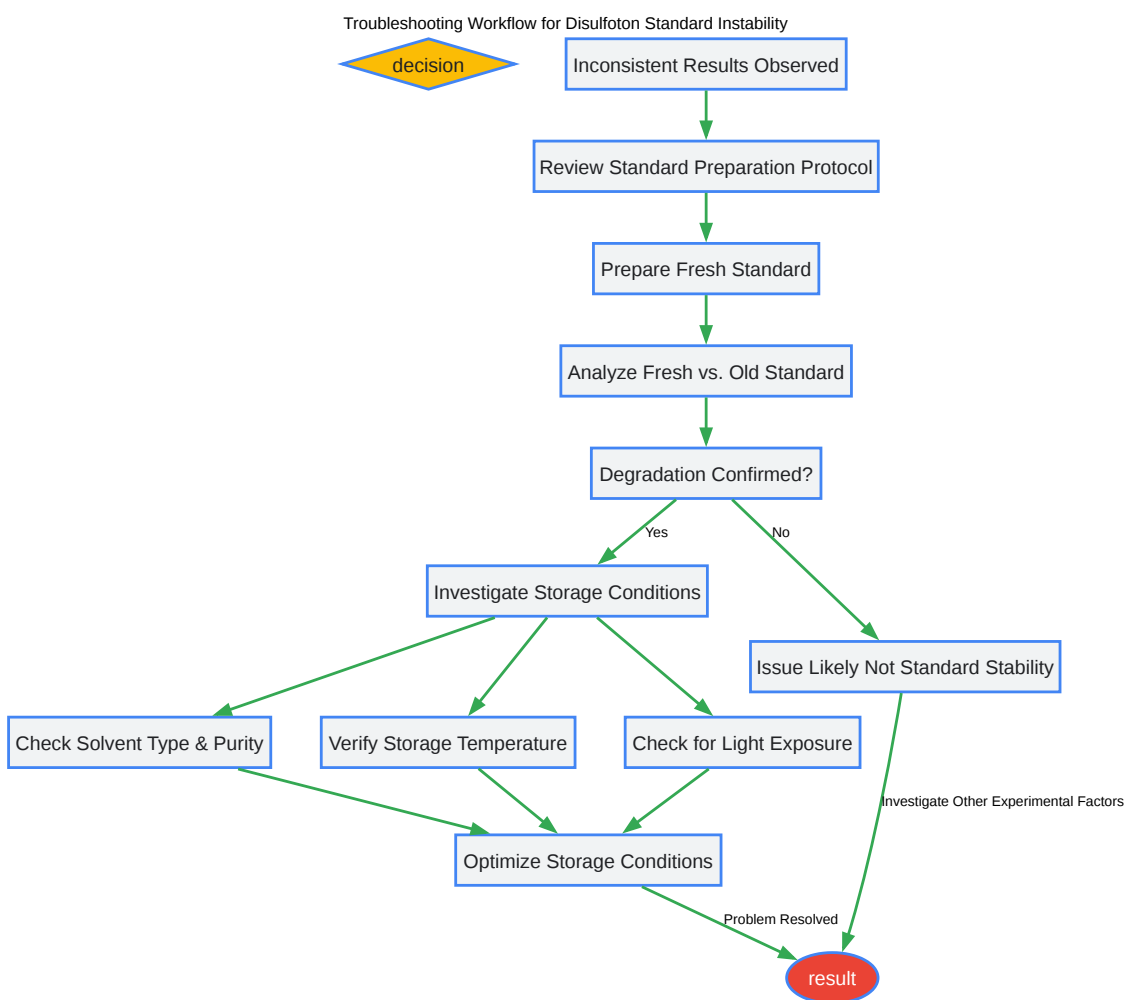 Troubleshooting Workflow for Disulfoton Standard Instability
decision
Inconsistent Results Observed
Review Standard Preparation Protocol
Prepare Fresh Standard
Analyze Fresh vs. Old Standard
Degradation Confirmed?
Yes
No
Investigate Storage Conditions
Issue Likely Not Standard Stability
Check Solvent Type & Purity
Verify Storage Temperature
Check for Light Exposure
Investigate Other Experimental Factors
Optimize Storage Conditions
Problem Resolved
result